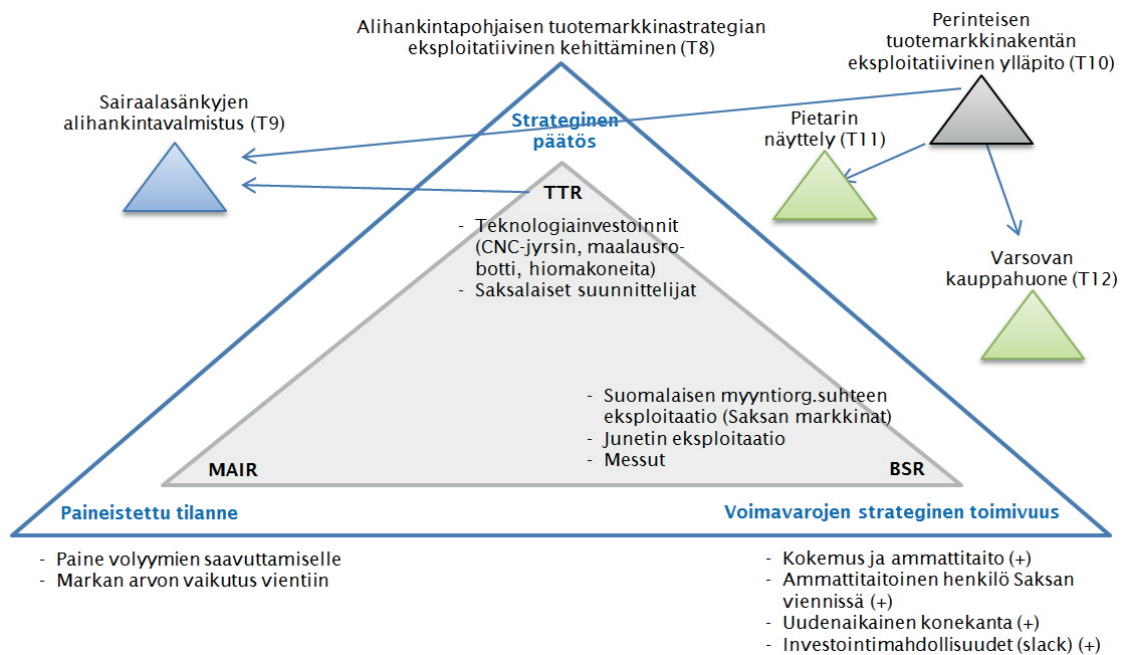 Alihankintapohjaisen tuotemarkkinastrategian
eksploitatiivinen kehittäminen (T8)
Perinteisen
tuotemarkkinakentän
eksploitatiivinen ylläpito (T10)
Sairaalasänkyjen
alihankintavalmistus (T9)
Strateginen
päätös
Pietarin
näyttely (T11)
TTR
- Teknologiainvestoinnit
(CNC-jyrsin, maalausro-
botti, hiomakoneita)
- Saksalaiset suunnittelijat
Varsovan
kauppahuone (T12)
- Suomalaisen myyntiorg.suhteen
eksploitaatio (Saksan markkinat)
- Junetin eksploitaatio
- Messut
MAIR
BSR
Paineistettu tilanne
Voimavarojen strateginen toimivuus
- Paine volyymien saavuttamiselle
- Markan arvon vaikutus vientiin
- Kokemus ja ammattitaito (+)
- Ammattitaitoinen henkilö Saksan
viennissä (+)
- Uudenaikainen konekanta (+)
- Investointimahdollisuudet (slack) (+)